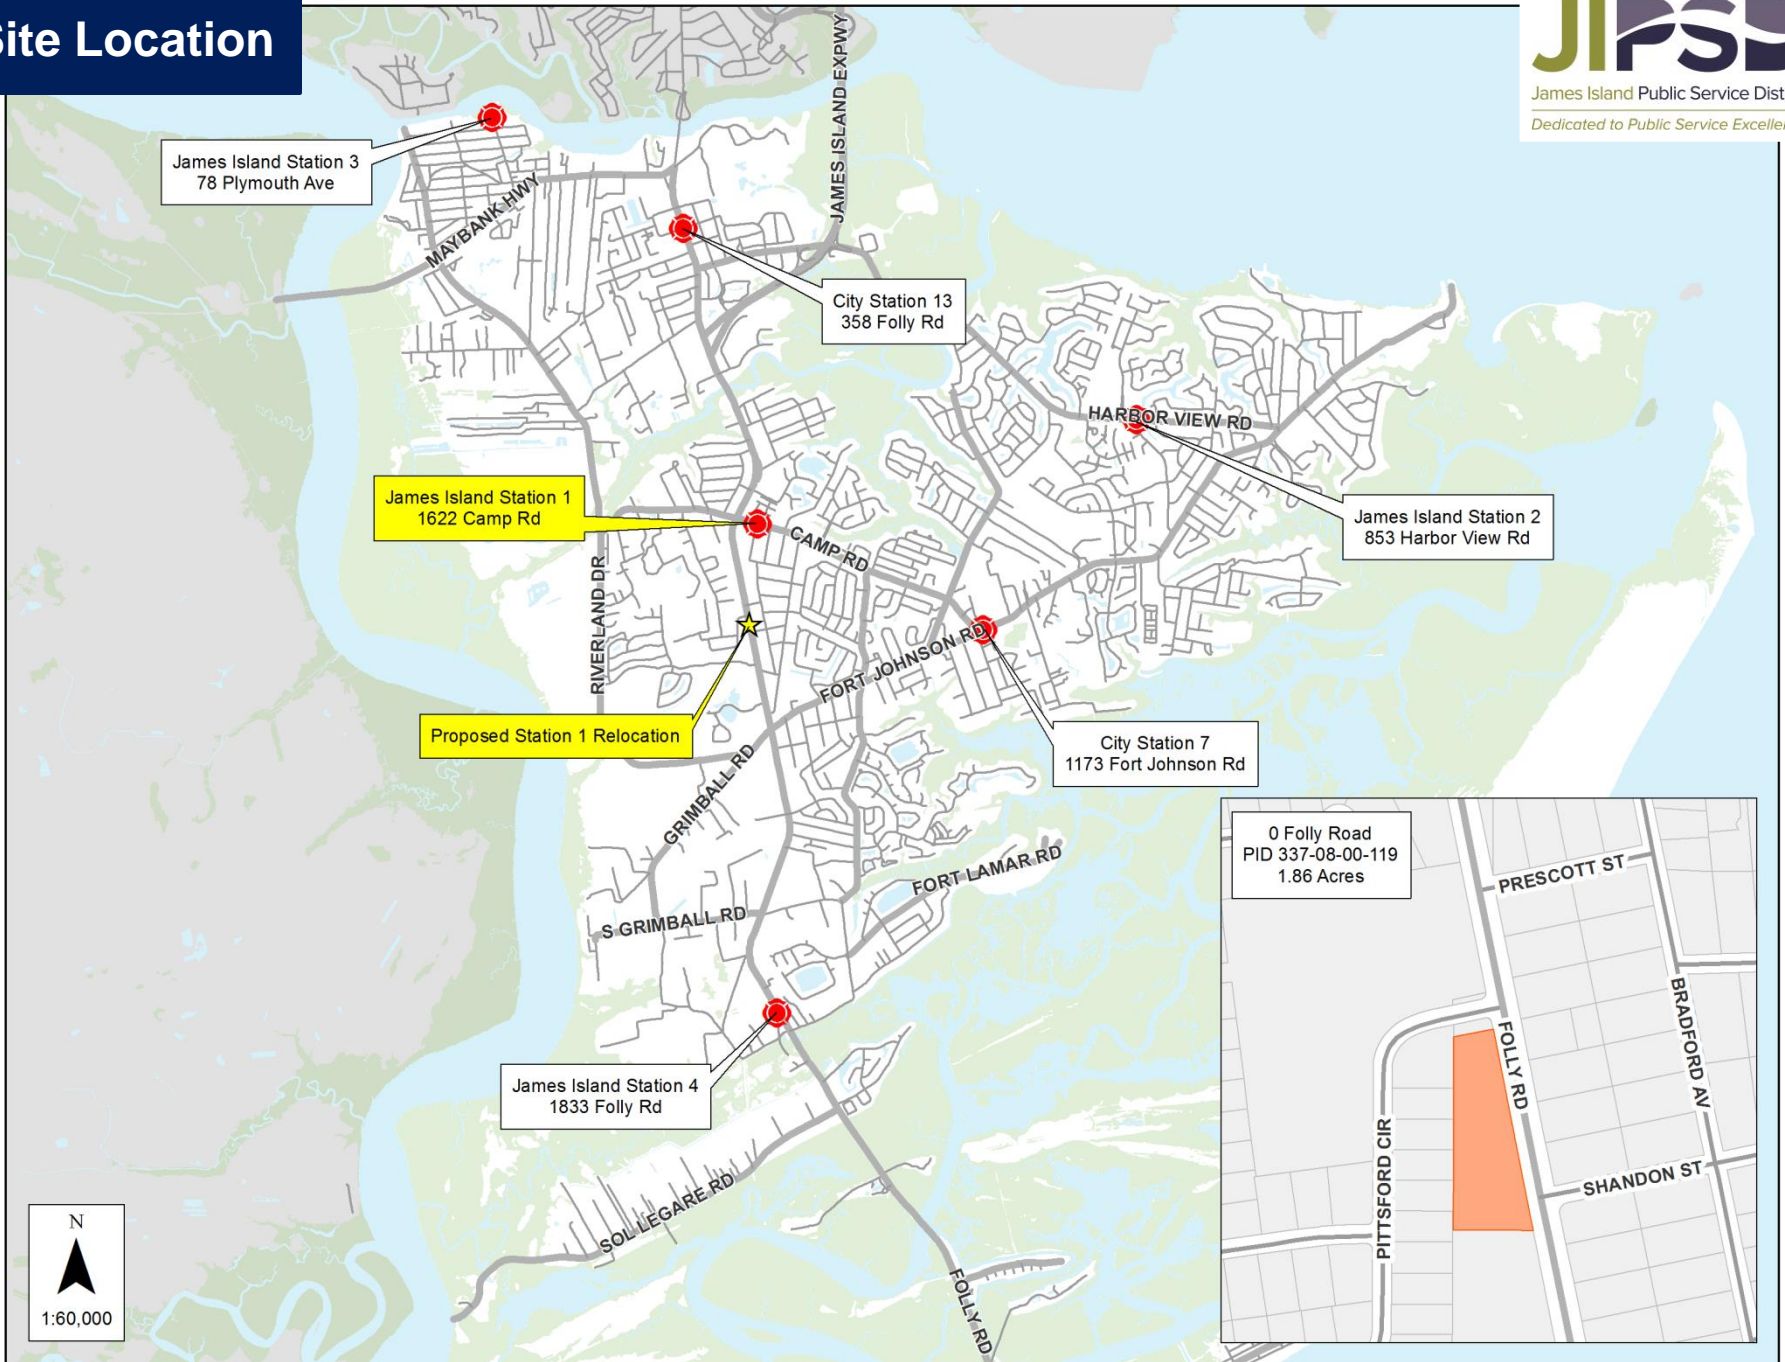 Site Location
JIPSD
James Island Public Service Dist
Dedicated to Public Service Excellen
JAMES ISLAND EXPWY
James Island Station 3
78 Plymouth Ave
MAYBANK HWY
City Station 13
358 Folly Rd
HARBOR VIEW RD
James Island Station 1
1622 Camp Rd
CAMP RD
James Island Station 2
853 Harbor View Rd
RIVERLAND DR
FORT JOHNSON RD
Proposed Station 1 Relocation
City Station 7
1173 Fort Johnson Rd
GRIMBALL RD
FORT LAMAR RD
S GRIMBALL RD
James Island Station 4
1833 Folly Rd
SOL LEGARE RD
FOLLY RD
N
1:60,000
0 Folly Road
PID 337-08-00-119
1.86 Acres
PRESCOTT ST
BRADFORD AV
FOLLY RD
PITTSFORD CIR
SHANDON ST